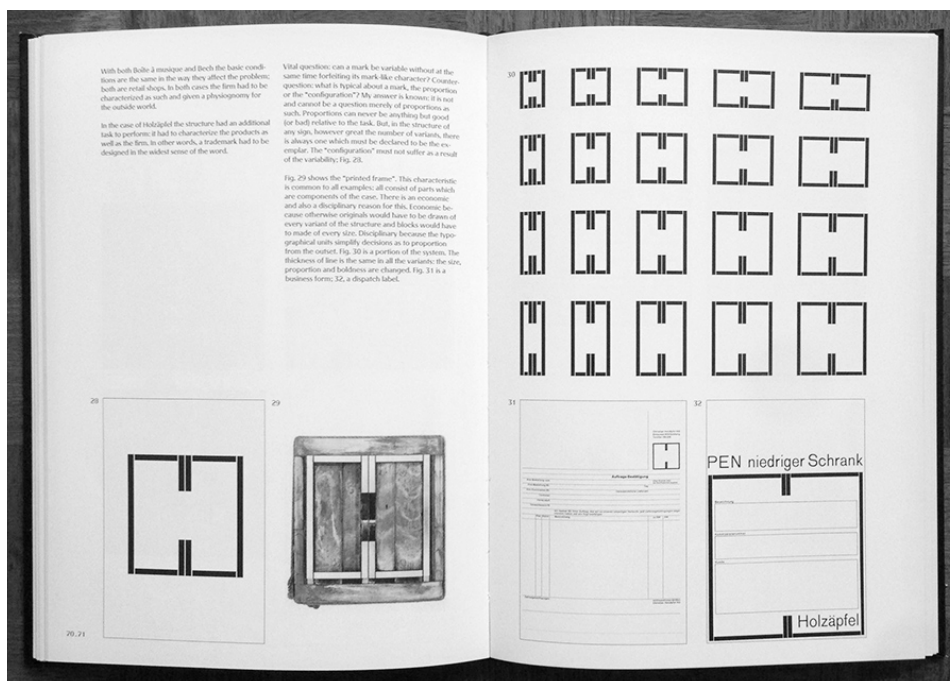 With both Boîte à musique and Bech the basic condi-
tions are the same in the way they affect the problem;
both are retail shops. In both cases the firm had to be
characterized as such and given a physiognomy for
the outside world.
In the case of Holzäpfel the structure had an additional
task to perform: it had to characterize the products as
well as the firm, in other words, a trademark had to be
designed in the widest sense of the word.
Vital question: can a mark be variable without at the
same time forfeiting its mark-like character? Counter-
question: what is typical about a mark, the proportion
or the "configuration"? My answer is known: it is not
and cannot be a question merely of proportions as
such. Proportions can never be anything but good
(or bad) relative to the task. But, in the structure of
any sign, however great the number of variants, there
is always one which must be declared to be the ex-
emplar. The "configuration" must not suffer as a result
of the variability; Fig. 28.
Fig. 29 shows the "printed frame". This characteristic
is common to all examples: all consist of parts which
are components of the case. There is an economic
and also a disciplinary reason for this. Economic be-
cause otherwise originals would have to be drawn of
every variant of the structure and blocks would have
to made of every size. Disciplinary because the typo-
graphical units simplify decisions as to proportion
from the outset. Fig. 30 is a portion of the system. The
thickness of line is the same in all the variants: the size,
proportion and boldness are changed. Fig. 31 is a
business form; 32, a dispatch label.
28
29
70.71
30
31
32
PEN niedriger Schrank
Holzäpfel